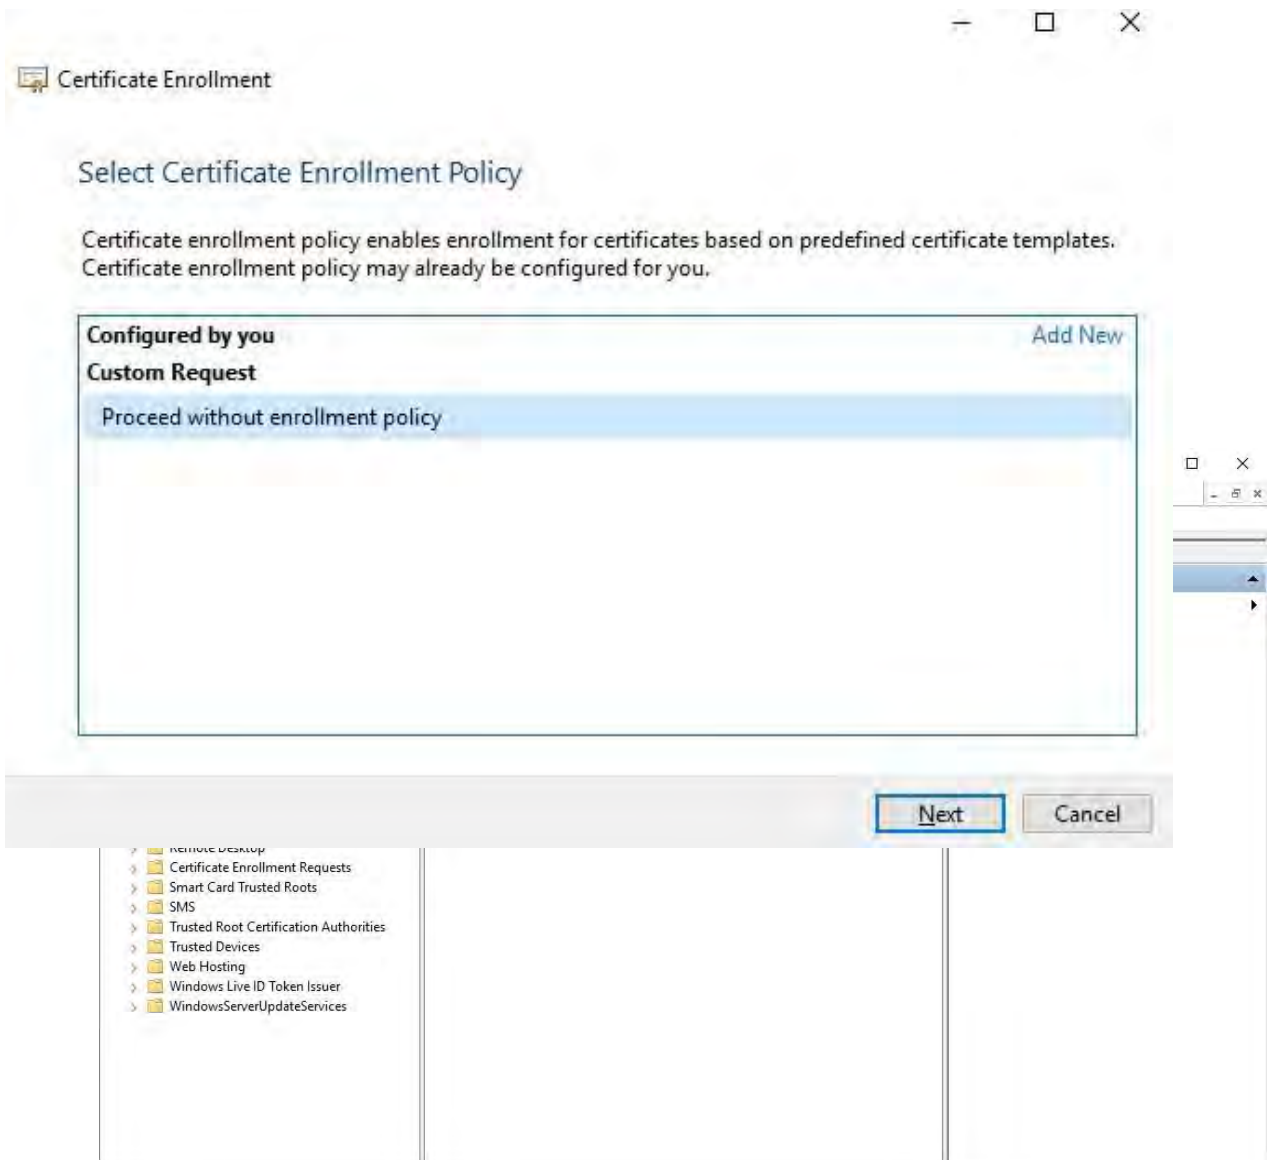 Certificate Enrollment
Select Certificate Enrollment Policy
Certificate enrollment policy enables enrollment for certificates based on predefined certificate templates.
Certificate enrollment policy may already be configured for you.
Configured by you Add New
Custom Request
Proceed without enrollment policy
Next Cancel
Remote Desktop
Certificate Enrollment Requests
Smart Card Trusted Roots
SMS
Trusted Root Certification Authorities
Trusted Devices
Web Hosting
Windows Live ID Token Issuer
WindowsServerUpdateServices